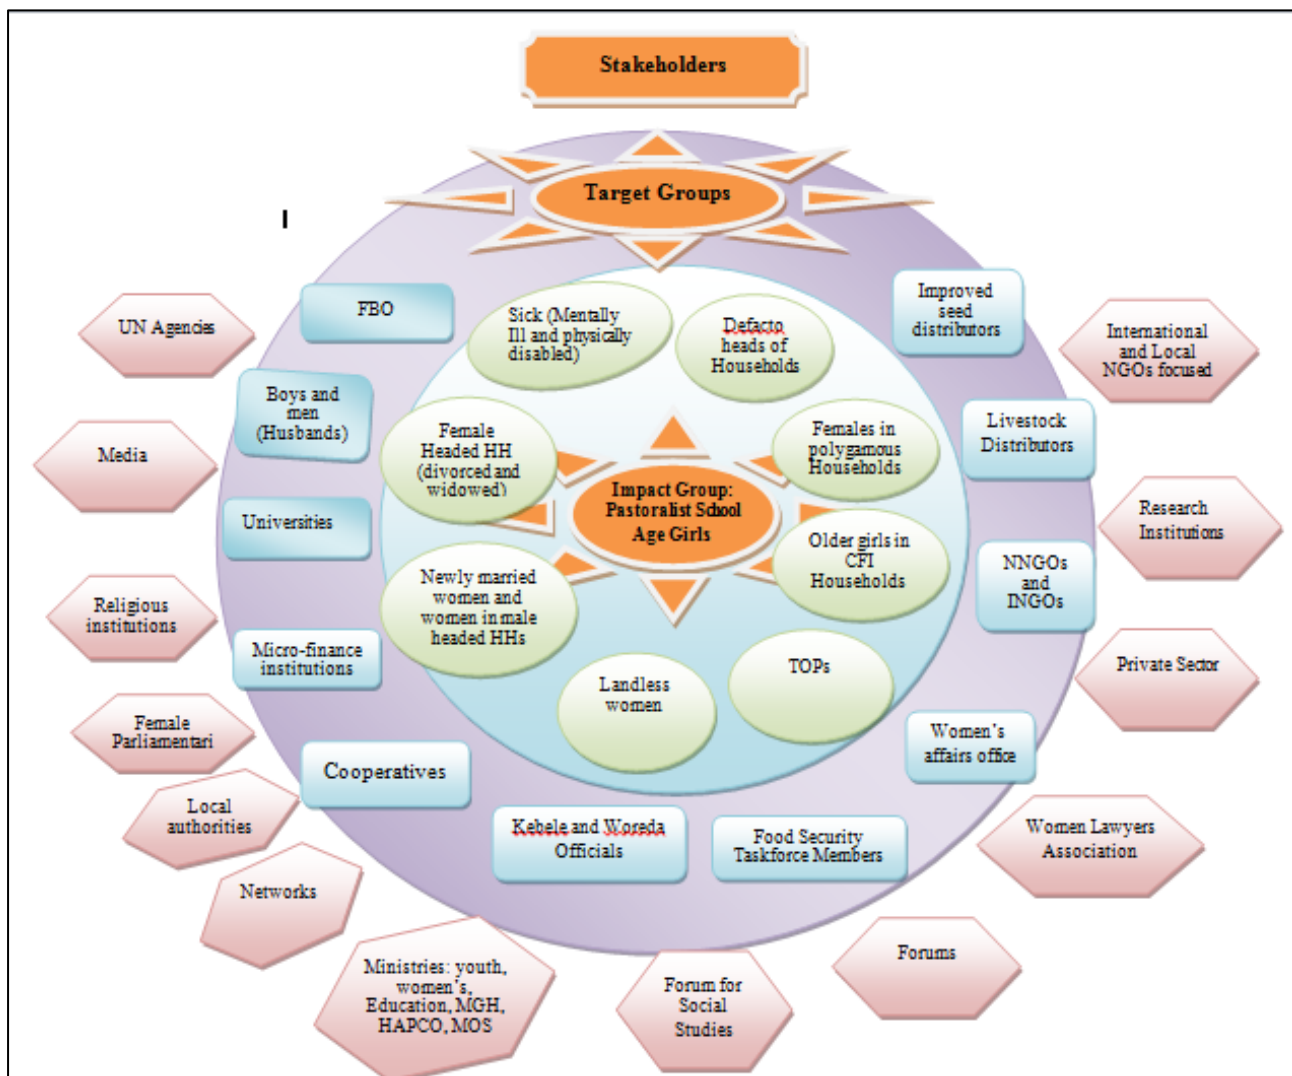 Stakeholders
Target Groups
I
FBO
Sick (Mentally
Ill and physically
disabled)
Defacto
heads of
Households
Improved
seed
distributors
UN Agencies
International
and Local
NGOs focused
Boys and
men
(Husbands)
Female
Headed HH
(divorced and
widowed)
Females in
polygamous
Households
Livestock
Distributors
Media
Impact Group:
Pastoralist School
Age Girls
Universities
Research
Institutions
Older girls in
CFI
Households
NNGOs
and
INGOs
Newly married
women and
women in male
headed HHs
Religious
institutions
Micro-finance
institutions
Private Sector
Landless
women
TOPs
Female
Parliamentari
Women's
affairs office
Cooperatives
Local
authorities
Kebele and Woreda
Officials
Food Security
Taskforce Members
Women Lawyers
Association
Networks
Forums
Ministries: youth,
women's,
Education, MGH,
HAPCO, MOS
Forum for
Social
Studies